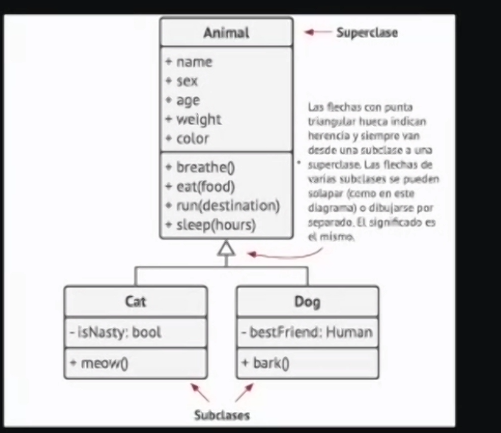 Animal
+ name
+ sex
+ age
+ weight
+ color
+ breathe()
+ eat(food)
+ run(destination)
+ sleep(hours)
Superclase
Las flechas con punta
triangular hueca indican
herencia y siempre van
desde una subclase a una
superclase. Las flechas de
varias subclases se pueden
solapar (como en este
diagrama) o dibujarse por
separado. El significado es
el mismo.
Cat
- isNasty: bool
+ meow()
Dog
- bestFriend: Human
+ bark()
Subclases